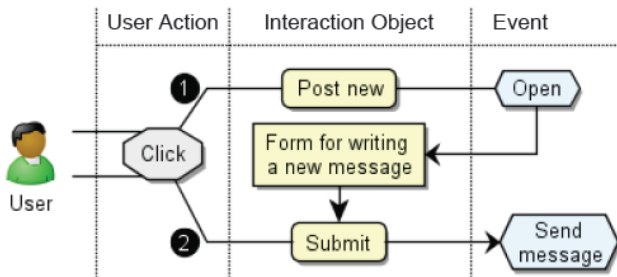 User Action
Interaction Object
Event
1
Post new
Open
Click
Form for writing
a new message
User
2
Submit
Send
message